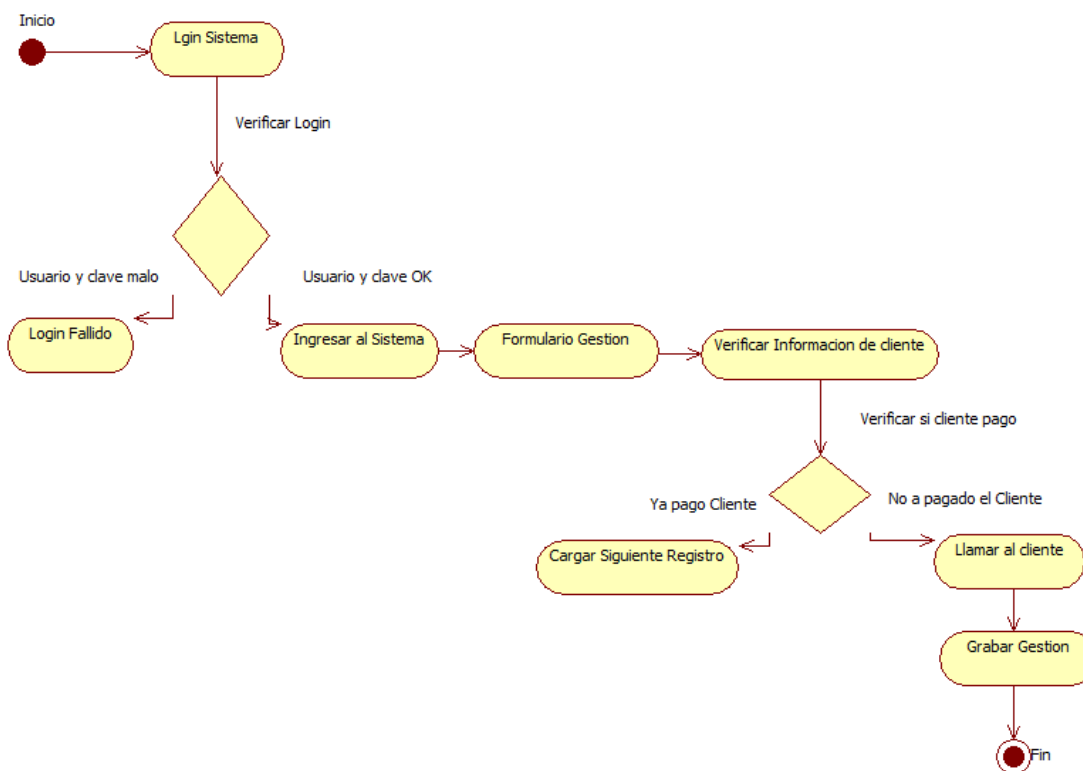 Inicio
Lgin Sistema
Verificar Login
Usuario y clave malo
Usuario y clave OK
Login Fallido
Ingresar al Sistema
Formulario Gestion
Verificar Informacion de cliente
Verificar si cliente pago
Ya pago Cliente
No a pagado el Cliente
Cargar Siguiente Registro
Llamar al cliente
Grabar Gestion
Fin